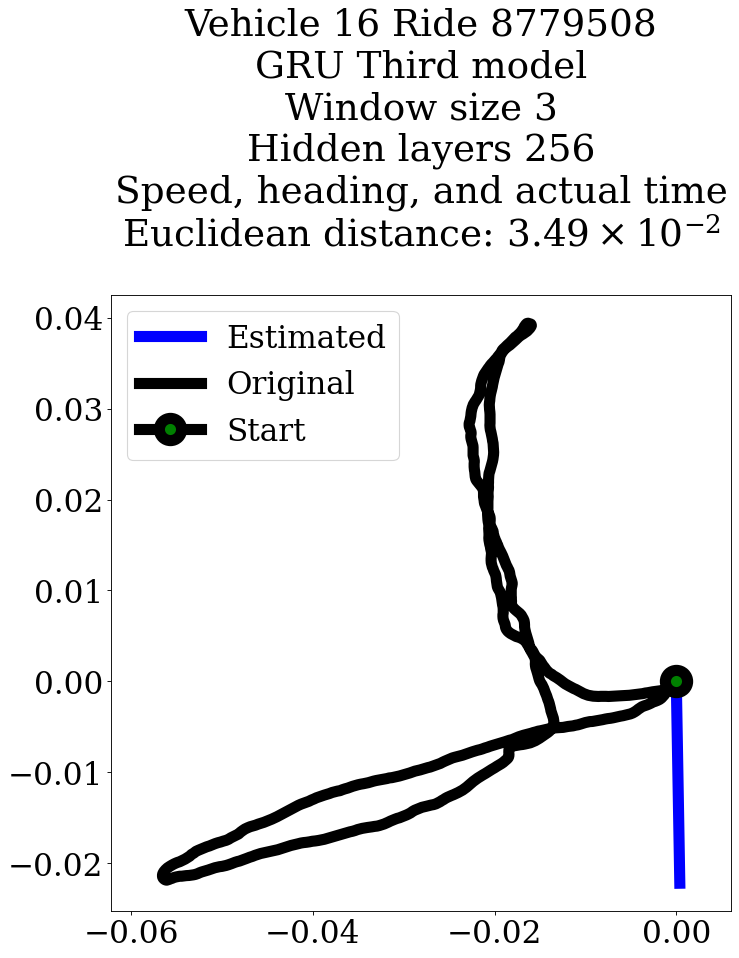 Vehicle 16 Ride 8779508
GRU Third model
Window size 3
Hidden layers 256
Speed, heading, and actual time
Euclidean distance: 3.49 × 10⁻²
Estimated
Original
Start
0.04
0.03
0.02
0.01
0.00
−0.01
−0.02
−0.06 −0.04 −0.02 0.00